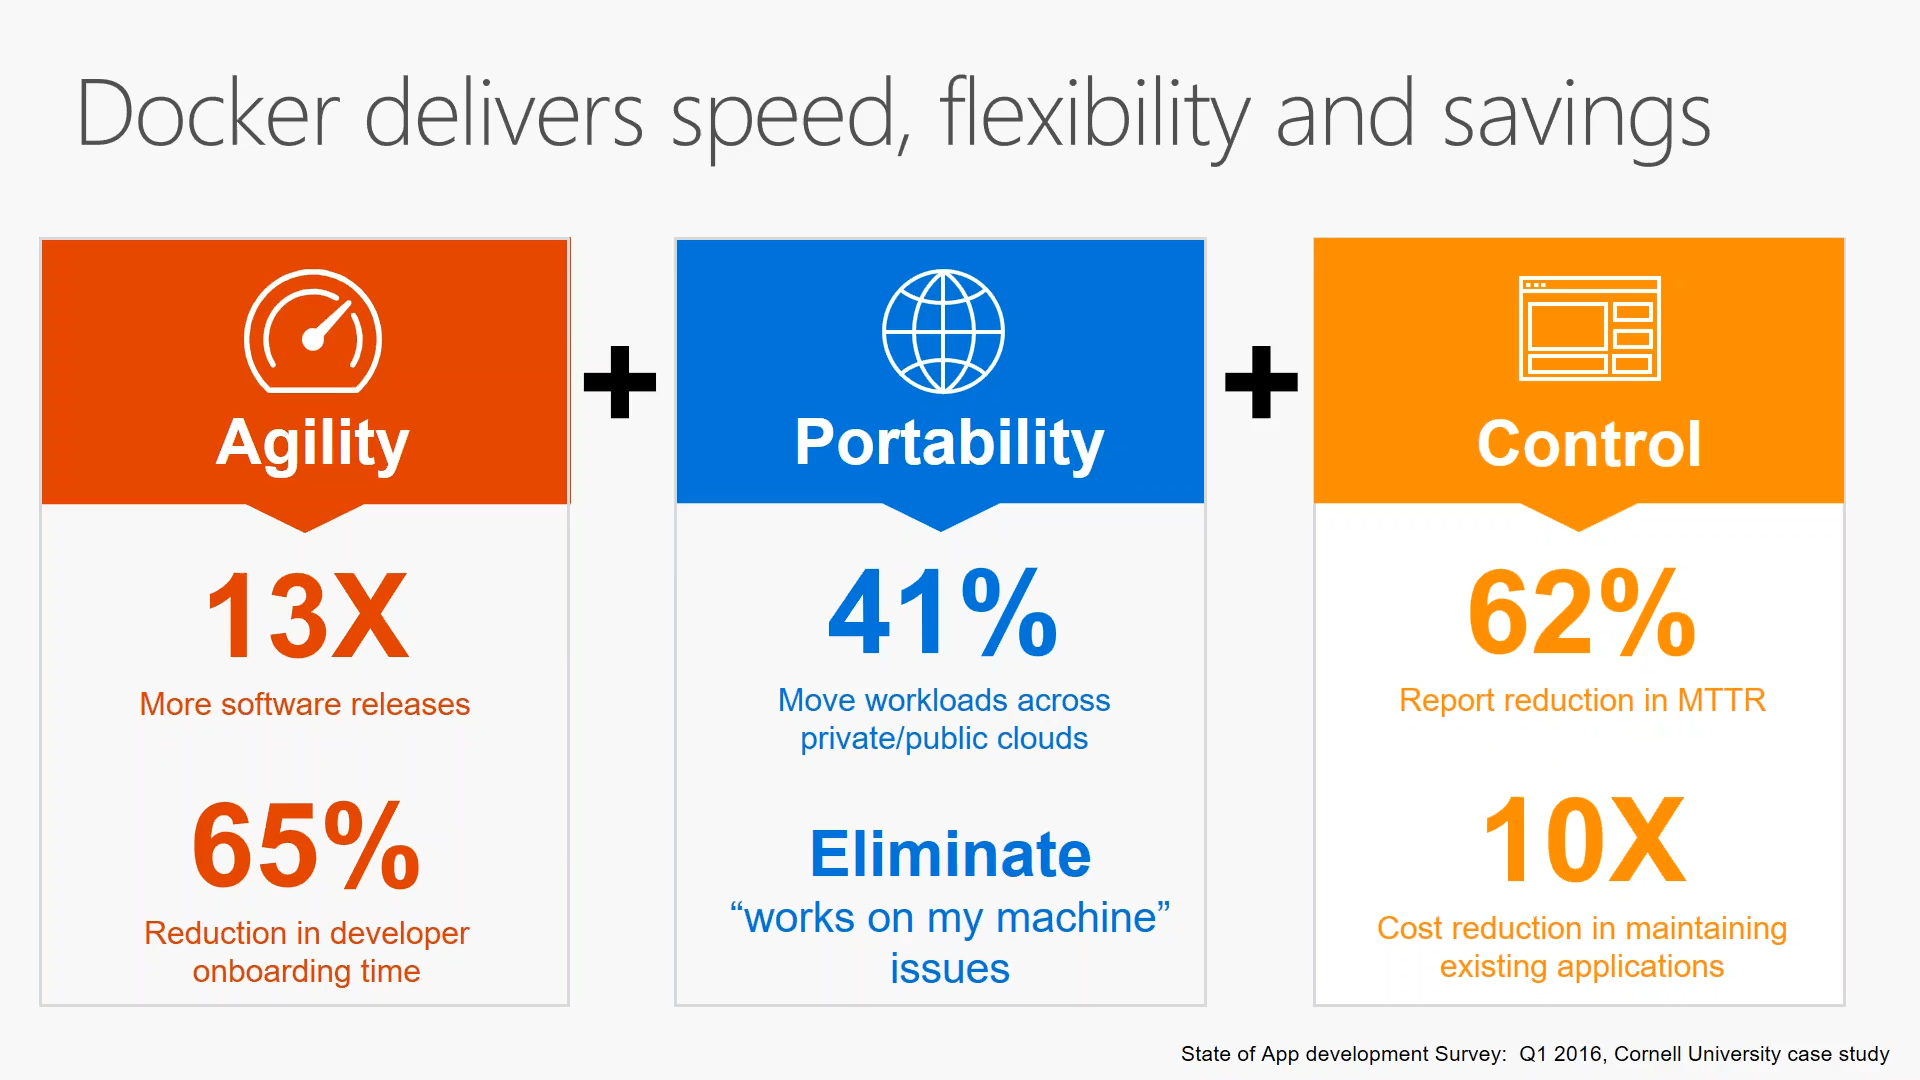 Docker delivers speed, flexibility and savings
Agility
13X
More software releases
65%
Reduction in developer
onboarding time
Portability
41%
Move workloads across
private/public clouds
Eliminate
“works on my machine”
issues
Control
62%
Report reduction in MTTR
10X
Cost reduction in maintaining
existing applications
State of App development Survey:  Q1 2016, Cornell University case study